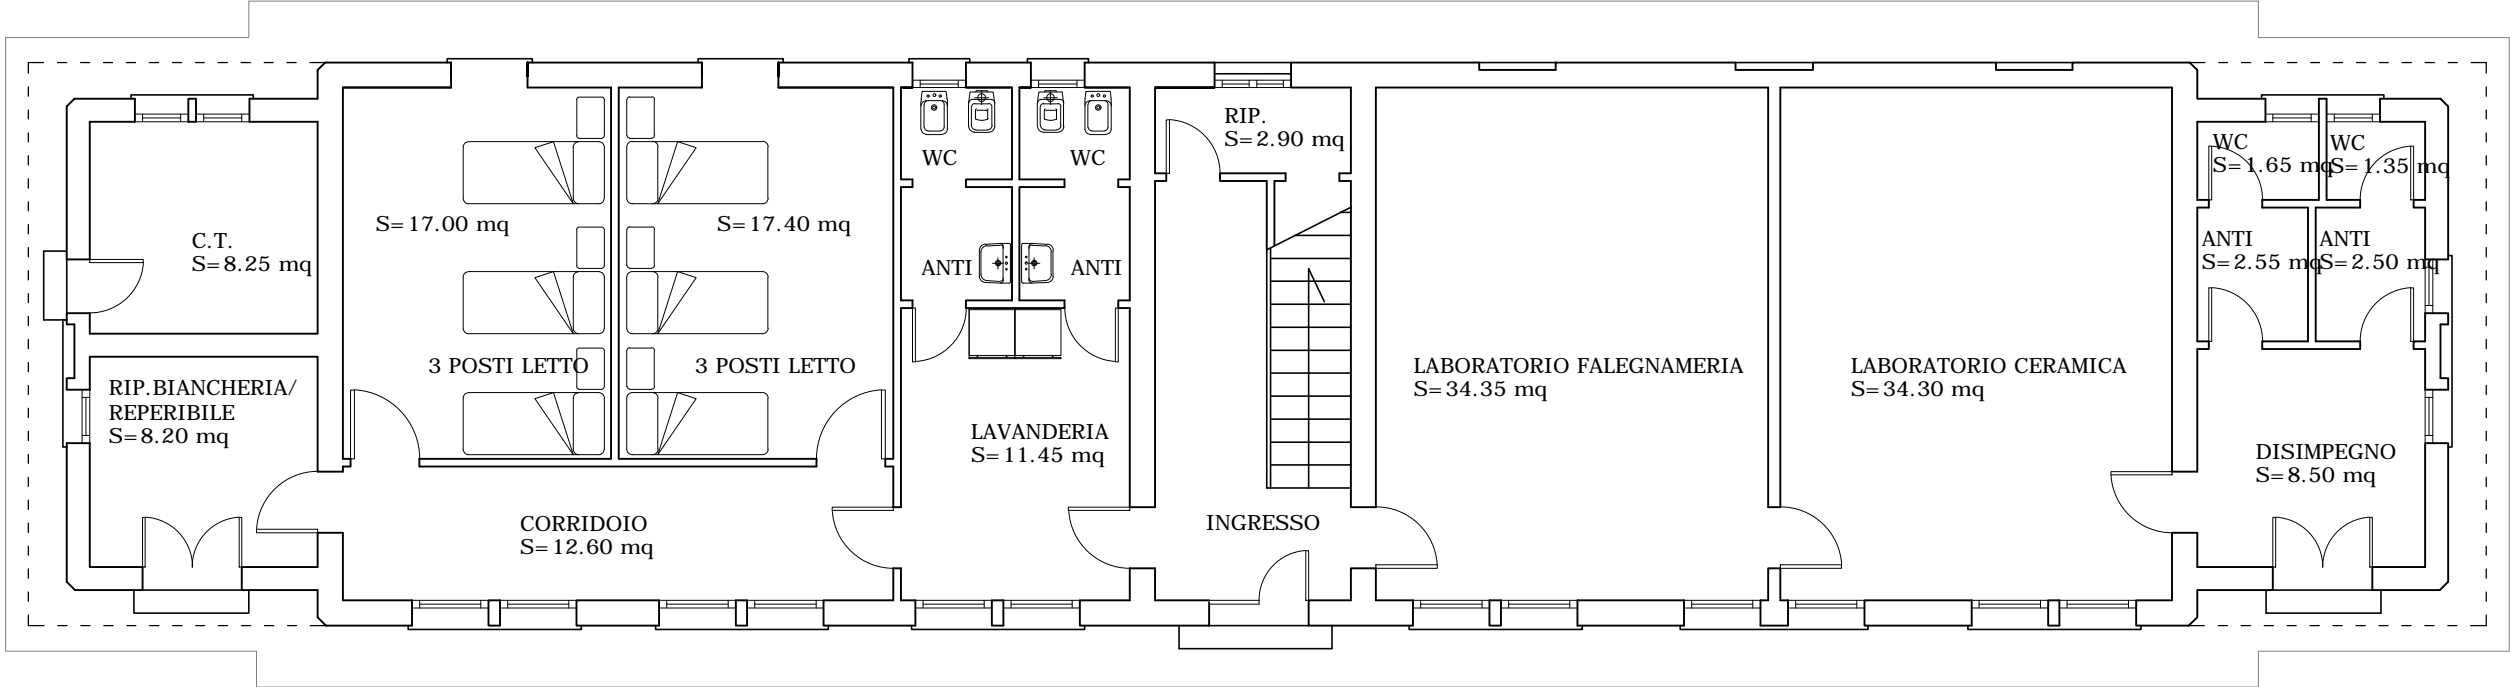 C.T.
S=8.25 mq
RIP.BIANCHERIA/
REPERIBILE
S=8.20 mq
S=17.00 mq
3 POSTI LETTO
S=17.40 mq
3 POSTI LETTO
CORRIDOIO
S=12.60 mq
WC
WC
ANTI
ANTI
LAVANDERIA
S=11.45 mq
RIP.
S=2.90 mq
INGRESSO
LABORATORIO FALEGNAMERIA
S=34.35 mq
LABORATORIO CERAMICA
S=34.30 mq
WC
S=1.65 mq
WC
S=1.35 mq
ANTI
S=2.55 mq
ANTI
S=2.50 mq
DISIMPEGNO
S=8.50 mq